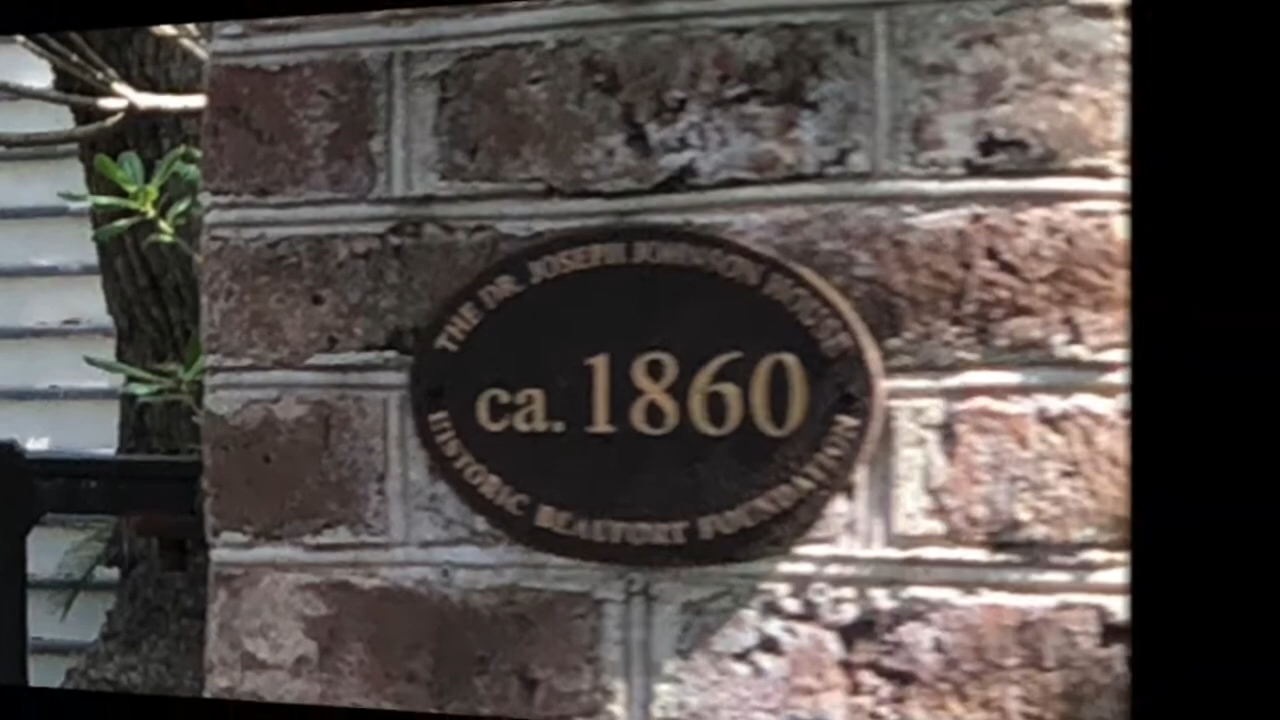 THE DR. JOSEPH JOHNSON HOUSE
ca. 1860
HISTORIC BEAUFORT FOUNDATION